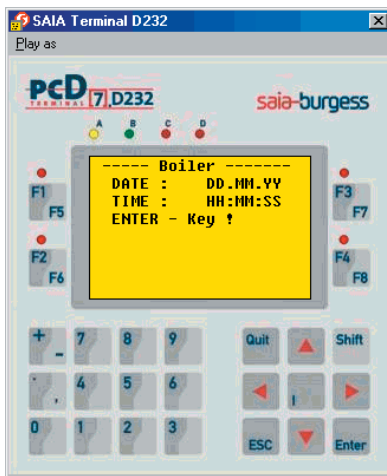 SAIA Terminal D232
Play as
PCD
TERMINAL 7 .D232
saia-burgess
A B C D
----- Boiler -------
DATE : DD.MM.YY
TIME : HH:MM:SS
ENTER - Key !
F1 F5
F3 F7
F2 F6
F4 F8
+ - 7 8 9 Quit Shift
. , 4 5 6
0 1 2 3 ESC Enter